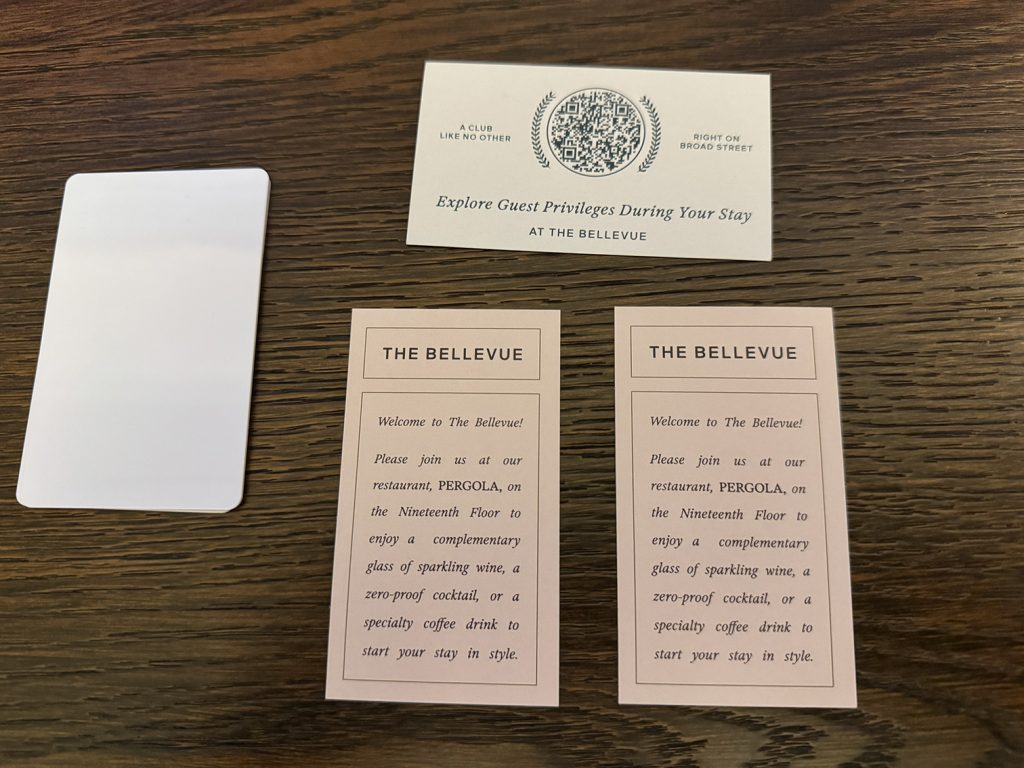 A CLUB
LIKE NO OTHER
RIGHT ON
BROAD STREET
Explore Guest Privileges During Your Stay
AT THE BELLEVUE
THE BELLEVUE
Welcome to The Bellevue!
Please join us at our
restaurant, PERGOLA, on
the Nineteenth Floor to
enjoy a complementary
glass of sparkling wine, a
zero-proof cocktail, or a
specialty coffee drink to
start your stay in style.
THE BELLEVUE
Welcome to The Bellevue!
Please join us at our
restaurant, PERGOLA, on
the Nineteenth Floor to
enjoy a complementary
glass of sparkling wine, a
zero-proof cocktail, or a
specialty coffee drink to
start your stay in style.